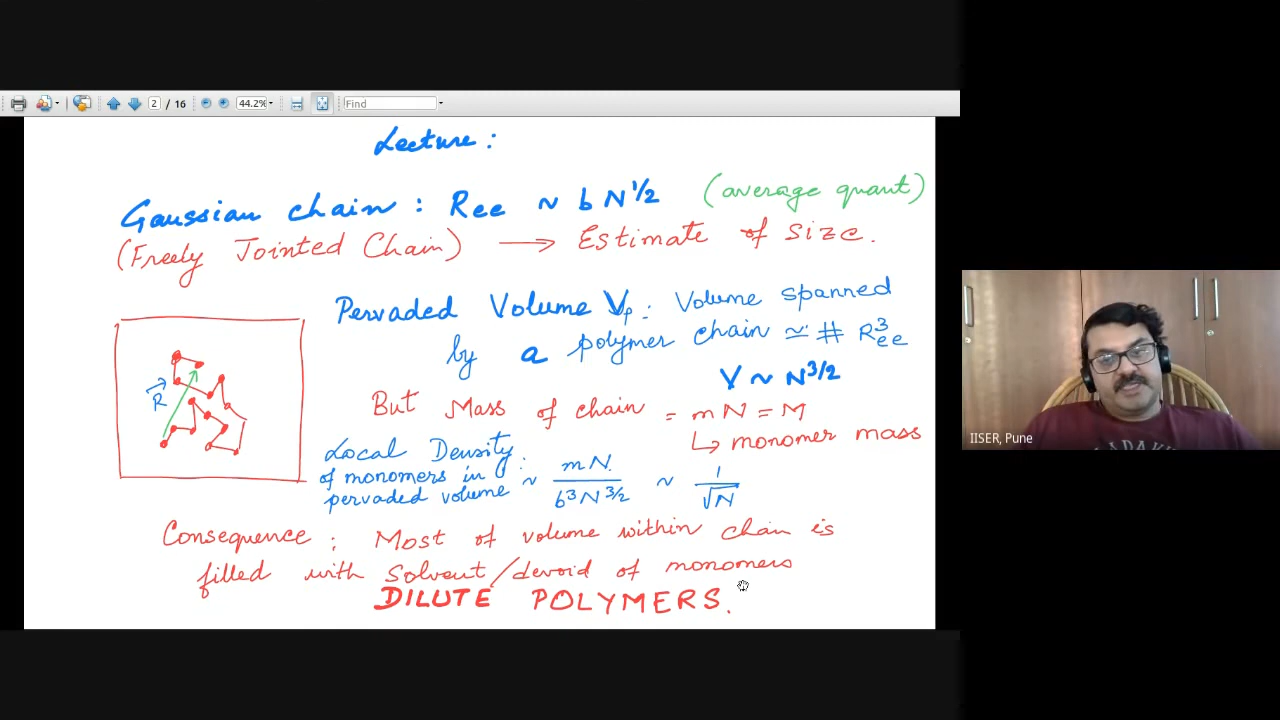 2 / 16
44.2%
Find
Lecture :
Gaussian chain : Ree ~ b N^1/2 (average quant)
(Freely Jointed Chain) → Estimate of size.
Pervaded Volume Vp : Volume spanned
by a polymer chain ≃ # R³ee
V ~ N^3/2
But Mass of chain = mN = M
↳ monomer mass
R
Local Density
of monomers in
pervaded volume : ~ mN / b³N^3/2 ~ 1/√N
Consequence : Most of volume within chain is
filled with solvent/devoid of monomers
DILUTE POLYMERS.
IISER, Pune